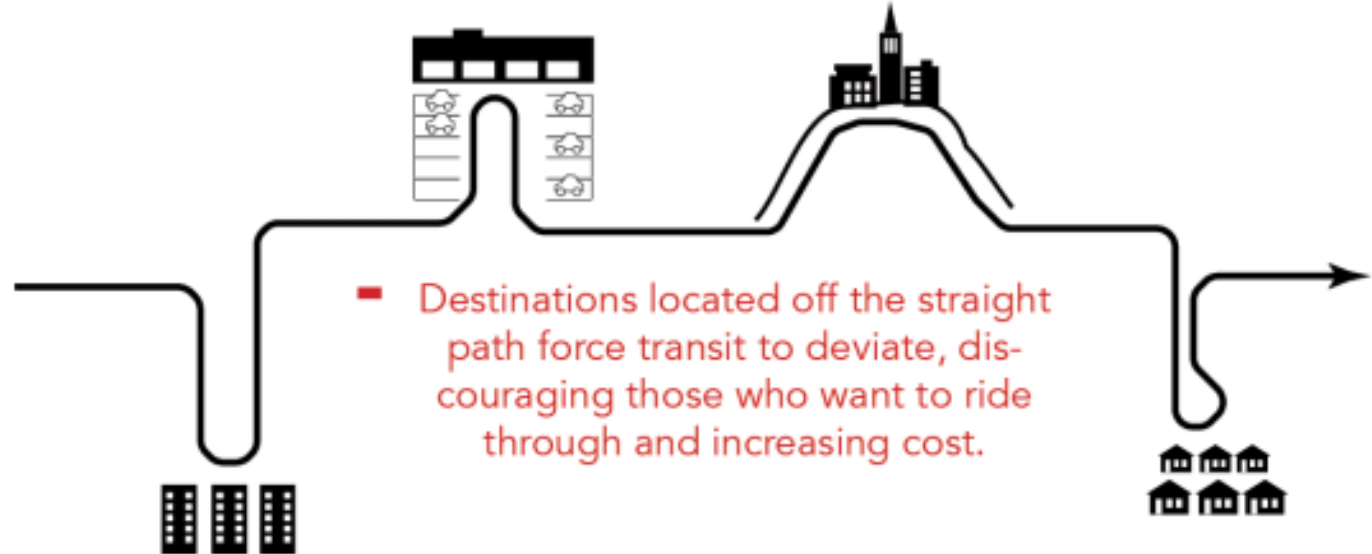 - Destinations located off the straight
path force transit to deviate, dis-
couraging those who want to ride
through and increasing cost.